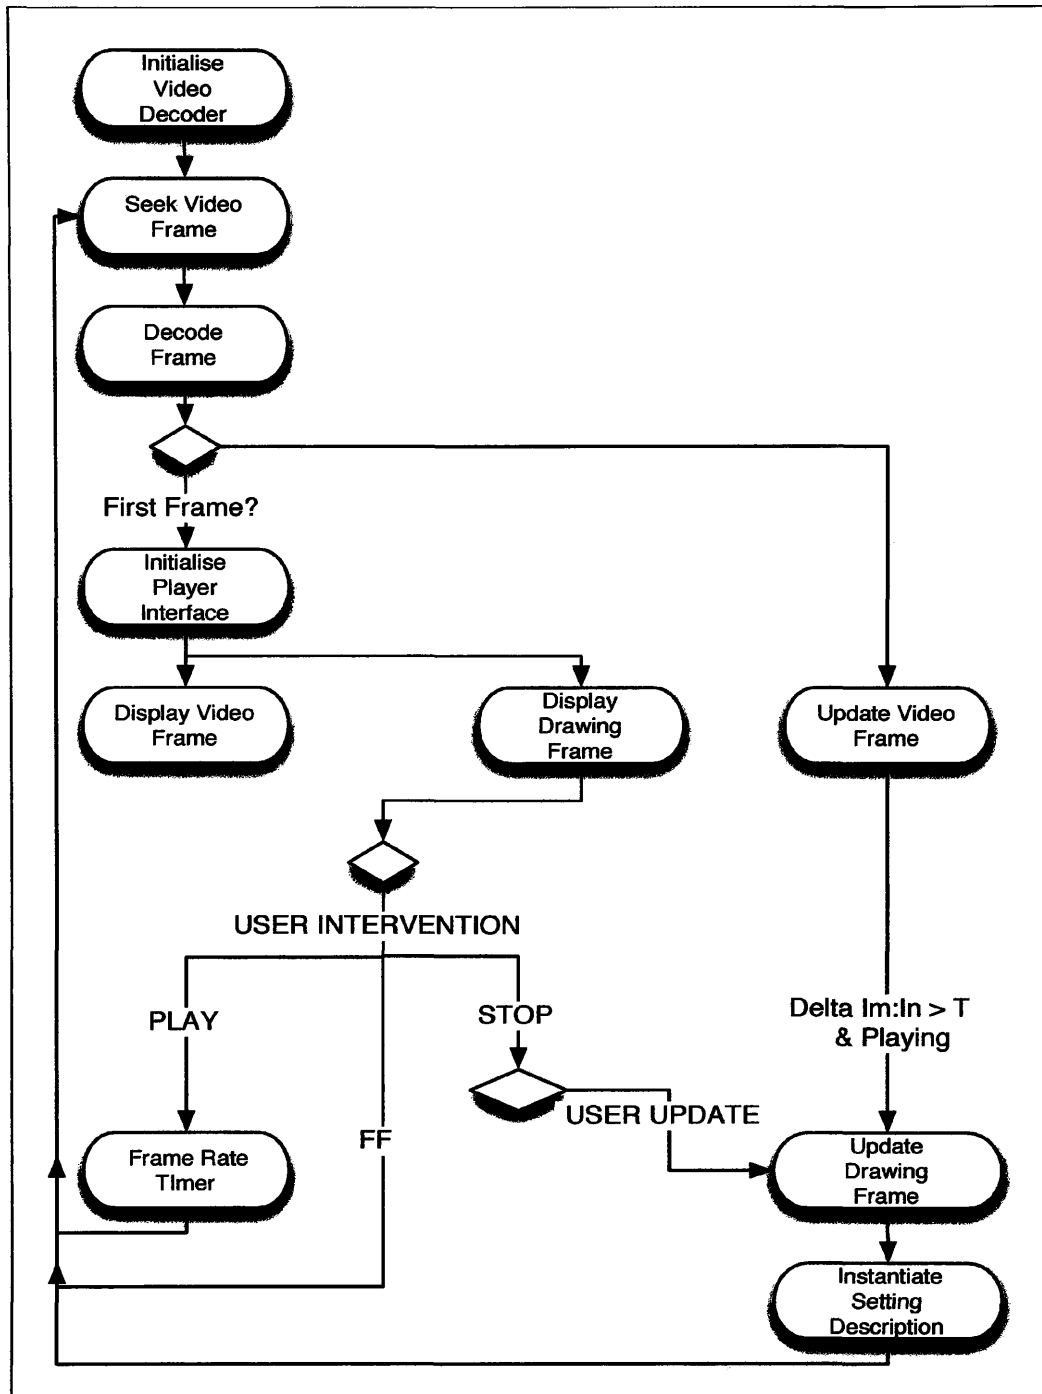 Initialise
Video
Decoder
Seek Video
Frame
Decode
Frame
First Frame?
Initialise
Player
Interface
Display Video
Frame
Display
Drawing
Frame
Update Video
Frame
USER INTERVENTION
PLAY
STOP
Delta Im:In > T
& Playing
FF
USER UPDATE
Frame Rate
TImer
Update
Drawing
Frame
Instantiate
Setting
Description